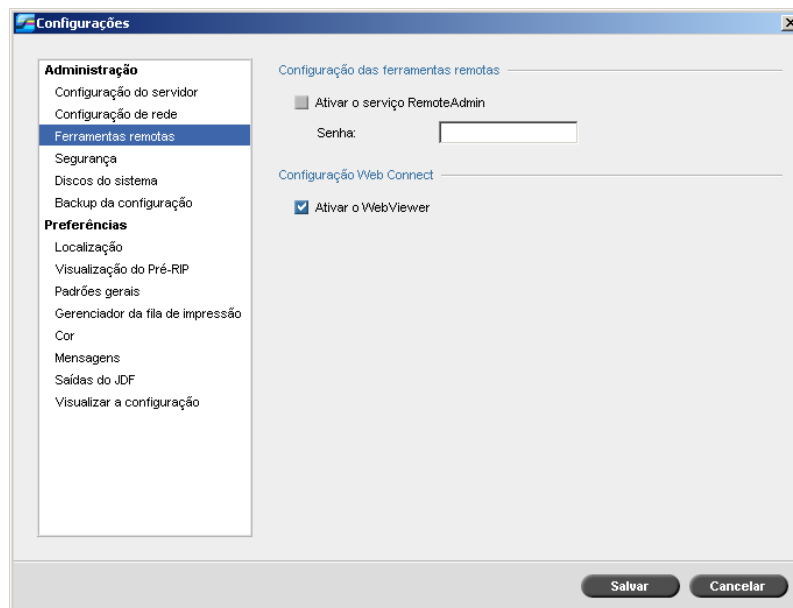 Configurações
Administração
Configuração do servidor
Configuração de rede
Ferramentas remotas
Segurança
Discos do sistema
Backup da configuração
Preferências
Localização
Visualização do Pré-RIP
Padrões gerais
Gerenciador da fila de impressão
Cor
Mensagens
Saídas do JDF
Visualizar a configuração
Configuração das ferramentas remotas
Ativar o serviço RemoteAdmin
Senha:
Configuração Web Connect
Ativar o WebViewer
Salvar
Cancelar